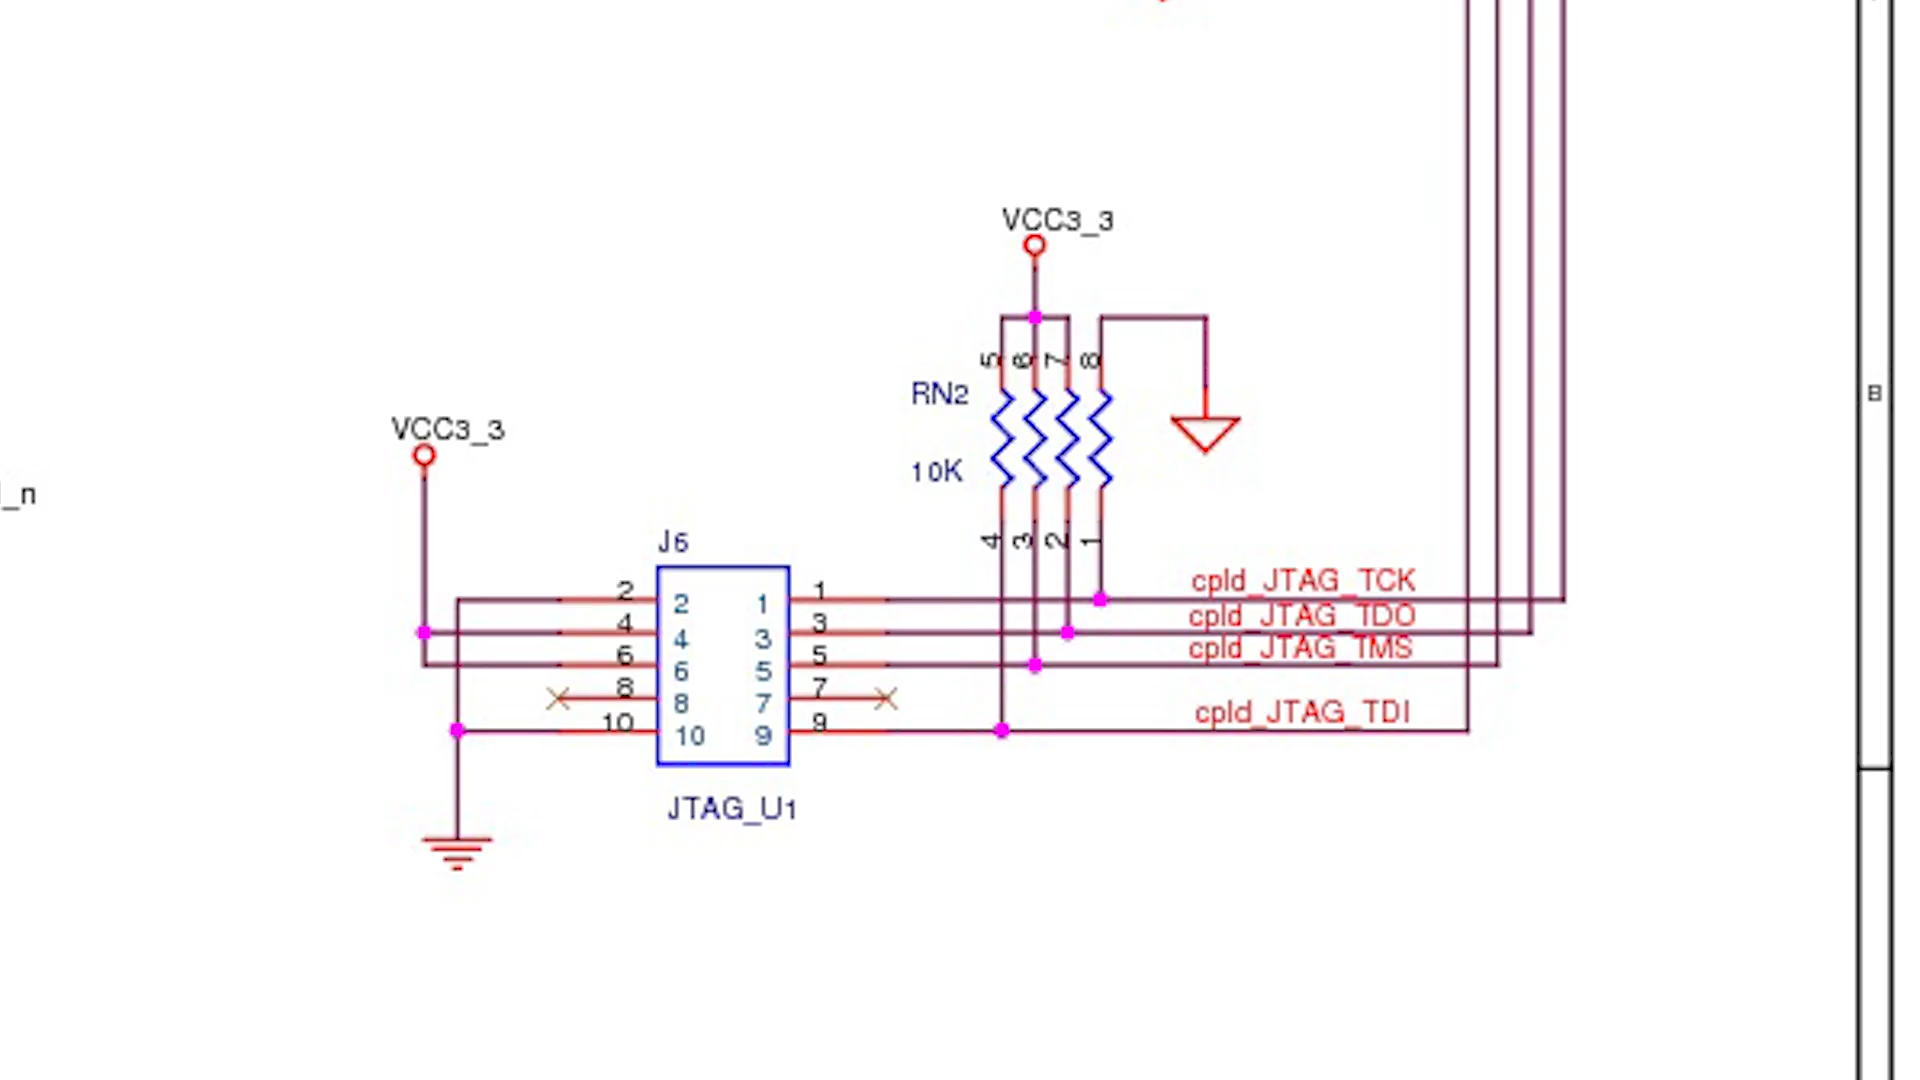 VCC3_3
5 6 7 8
RN2
B
10K
VCC3_3
_n
4 3 2 1
J6
cpld_JTAG_TCK
2 2 1 1
cpld_JTAG_TDO
4 4 3 3
cpld_JTAG_TMS
6 6 5 5
8 8 7 7
cpld_JTAG_TDI
10 10 9 9
JTAG_U1